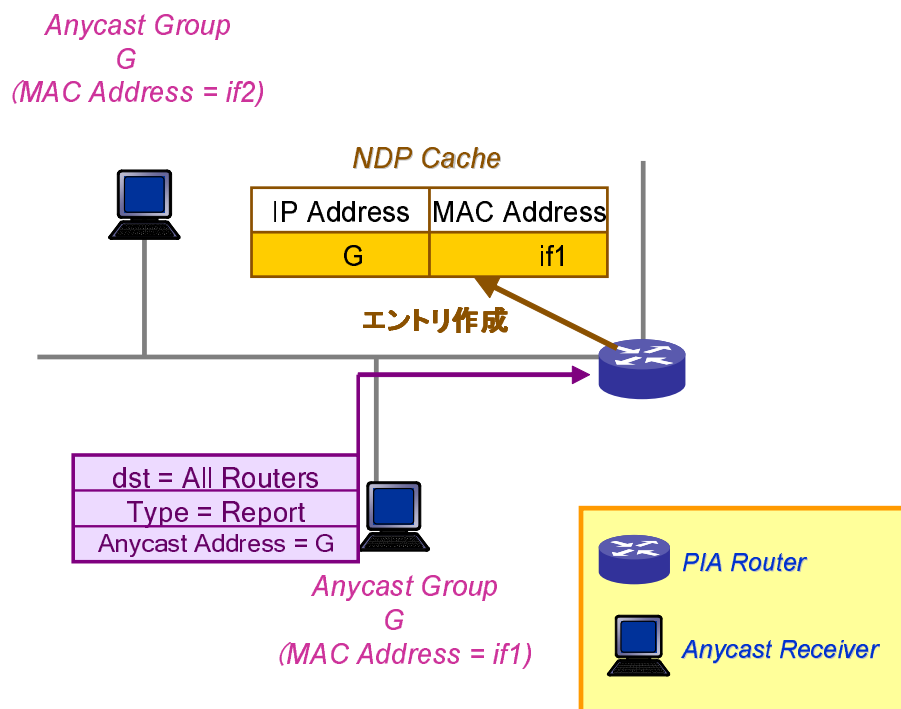 Anycast Group
G
(MAC Address = if2)
NDP Cache
IP Address MAC Address
G if1
エントリ作成
dst = All Routers
Type = Report
Anycast Address = G
Anycast Group
G
(MAC Address = if1)
PIA Router
Anycast Receiver